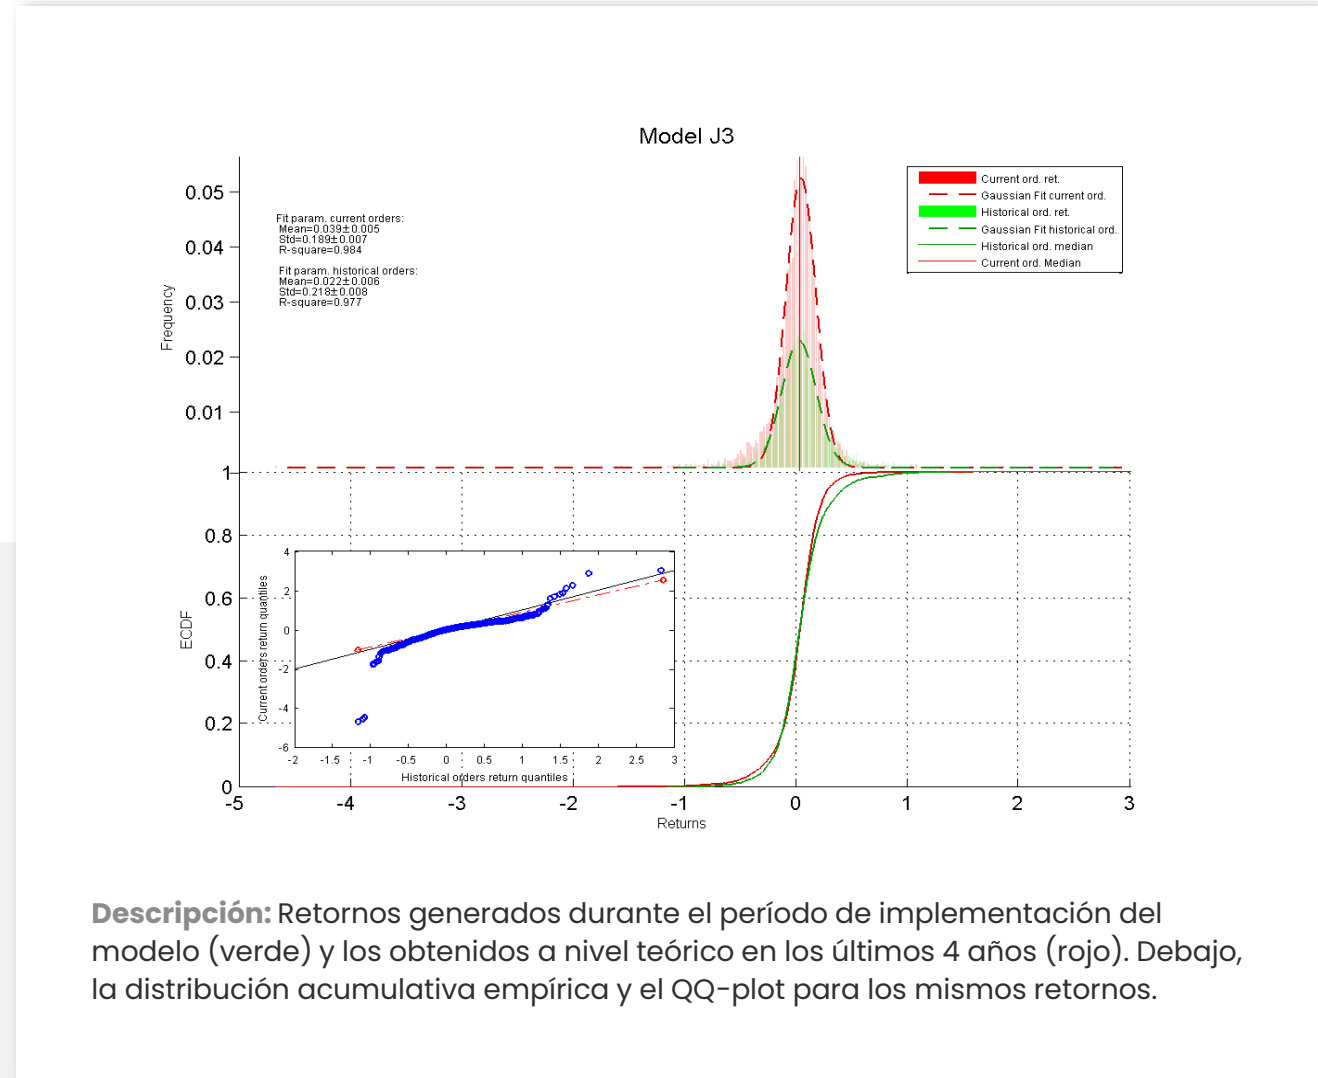 Model J3
0.05
0.04
0.03
0.02
0.01
Frequency
Fit param. current orders:
Mean=0.039±0.005
Std=0.189±0.007
R-square=0.984
Fit param. historical orders:
Mean=0.022±0.006
Std=0.218±0.008
R-square=0.977
Current ord. ret.
Gaussian Fit current ord.
Historical ord. ret.
Gaussian Fit historical ord.
Historical ord. median
Current ord. Median
1
0.8
0.6
0.4
0.2
0
ECDF
-5 -4 -3 -2 -1 0 1 2 3
Returns
4
2
0
-2
-4
-6
Current orders return quantiles
-2 -1.5 -1 -0.5 0 0.5 1 1.5 2 2.5 3
Historical orders return quantiles
Descripción: Retornos generados durante el período de implementación del
modelo (verde) y los obtenidos a nivel teórico en los últimos 4 años (rojo). Debajo,
la distribución acumulativa empírica y el QQ-plot para los mismos retornos.